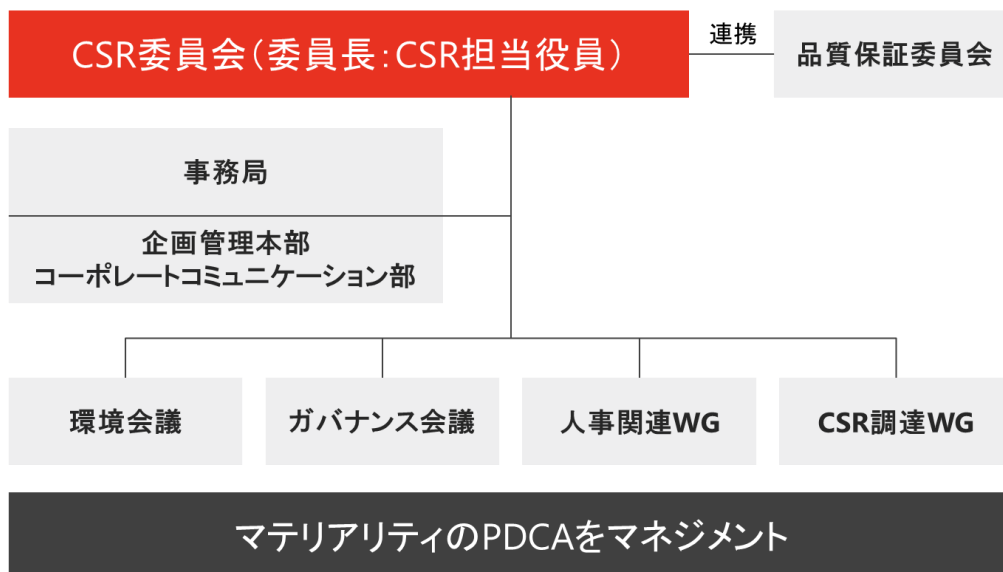 CSR委員会（委員長：CSR担当役員）
連携
品質保証委員会
事務局
企画管理本部
コーポレートコミュニケーション部
環境会議
ガバナンス会議
人事関連WG
CSR調達WG
マテリアリティのPDCAをマネジメント